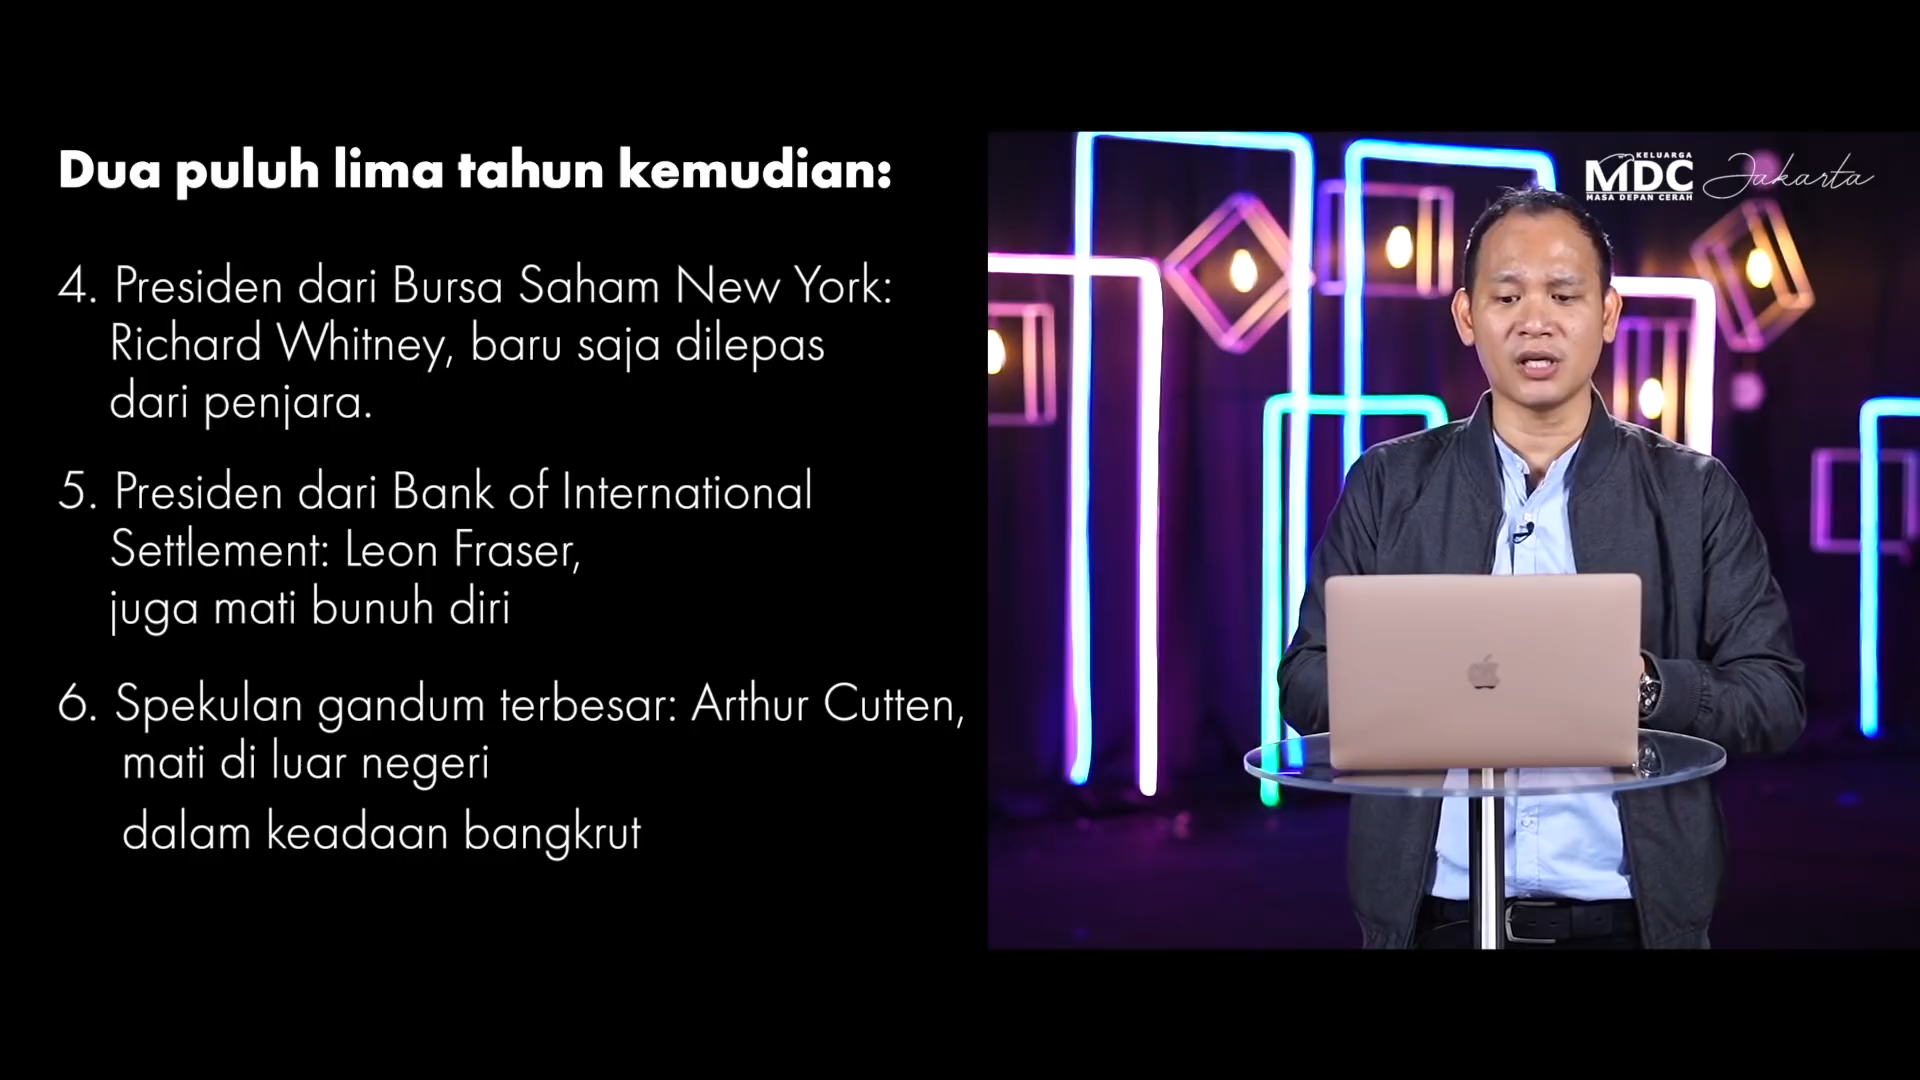 Dua puluh lima tahun kemudian:
4. Presiden dari Bursa Saham New York:
Richard Whitney, baru saja dilepas
dari penjara.
5. Presiden dari Bank of International
Settlement: Leon Fraser,
juga mati bunuh diri
6. Spekulan gandum terbesar: Arthur Cutten,
mati di luar negeri
dalam keadaan bangkrut
KELUARGA
MDC Jakarta
MASA DEPAN CERAH